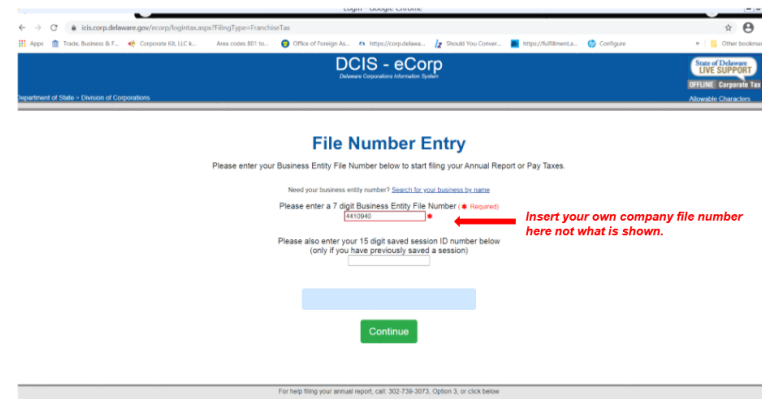 Login - Google Chrome
icis.corp.delaware.gov/ecorp/logintax.aspx?FilingType=FranchiseTax
Apps Trade, Business & F... Corporate Kit, LLC k... Area codes 801 to... Office of Foreign As... https://corp.delawa... Should You Conver... https://fulfillment.a... Configure Other bookmar
DCIS - eCorp
Delaware Corporations Information System
State of Delaware
LIVE SUPPORT
OFFLINE Corporate Tax
Department of State - Division of Corporations
Allowable Characters
File Number Entry
Please enter your Business Entity File Number below to start filing your Annual Report or Pay Taxes.
Need your business entity number? Search for your business by name
Please enter a 7 digit Business Entity File Number (✱ Required)
4410940 ✱
Insert your own company file number
here not what is shown.
Please also enter your 15 digit saved session ID number below
(only if you have previously saved a session)
Continue
For help filing your annual report, call: 302-739-3073, Option 3, or click below